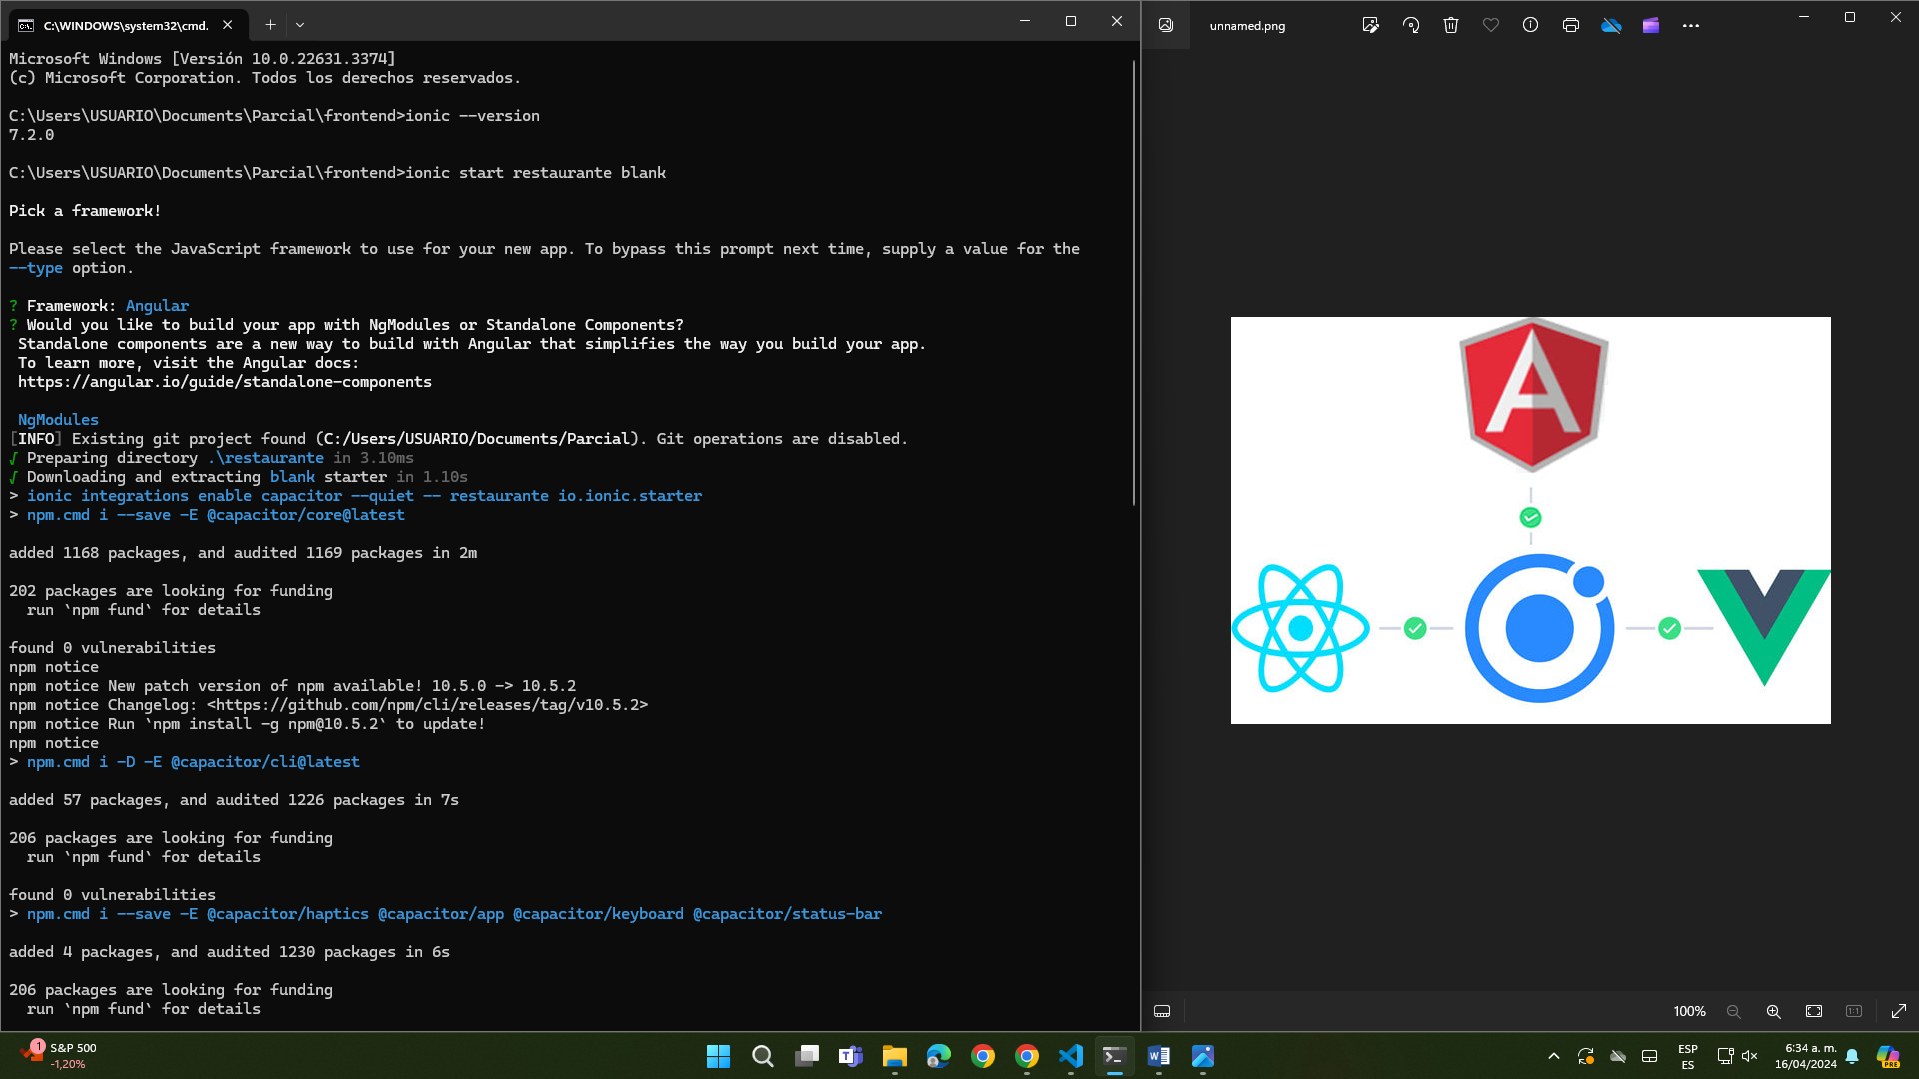 C:\WINDOWS\system32\cmd.
Microsoft Windows [Versión 10.0.22631.3374]
(c) Microsoft Corporation. Todos los derechos reservados.
C:\Users\USUARIO\Documents\Parcial\frontend>ionic --version
7.2.0
C:\Users\USUARIO\Documents\Parcial\frontend>ionic start restaurante blank
Pick a framework!
Please select the JavaScript framework to use for your new app. To bypass this prompt next time, supply a value for the
--type option.
? Framework: Angular
? Would you like to build your app with NgModules or Standalone Components?
Standalone components are a new way to build with Angular that simplifies the way you build your app.
To learn more, visit the Angular docs:
https://angular.io/guide/standalone-components
NgModules
[INFO] Existing git project found (C:/Users/USUARIO/Documents/Parcial). Git operations are disabled.
√ Preparing directory .\restaurante in 3.10ms
√ Downloading and extracting blank starter in 1.10s
> ionic integrations enable capacitor --quiet -- restaurante io.ionic.starter
> npm.cmd i --save -E @capacitor/core@latest
added 1168 packages, and audited 1169 packages in 2m
202 packages are looking for funding
run `npm fund` for details
found 0 vulnerabilities
npm notice
npm notice New patch version of npm available! 10.5.0 -> 10.5.2
npm notice Changelog: <https://github.com/npm/cli/releases/tag/v10.5.2>
npm notice Run `npm install -g npm@10.5.2` to update!
npm notice
> npm.cmd i -D -E @capacitor/cli@latest
added 57 packages, and audited 1226 packages in 7s
206 packages are looking for funding
run `npm fund` for details
found 0 vulnerabilities
> npm.cmd i --save -E @capacitor/haptics @capacitor/app @capacitor/keyboard @capacitor/status-bar
added 4 packages, and audited 1230 packages in 6s
206 packages are looking for funding
run `npm fund` for details
unnamed.png
A
100%
1:1
1
S&P 500
-1,20%
T
W
ESP
ES
6:34 a. m.
16/04/2024
PRE